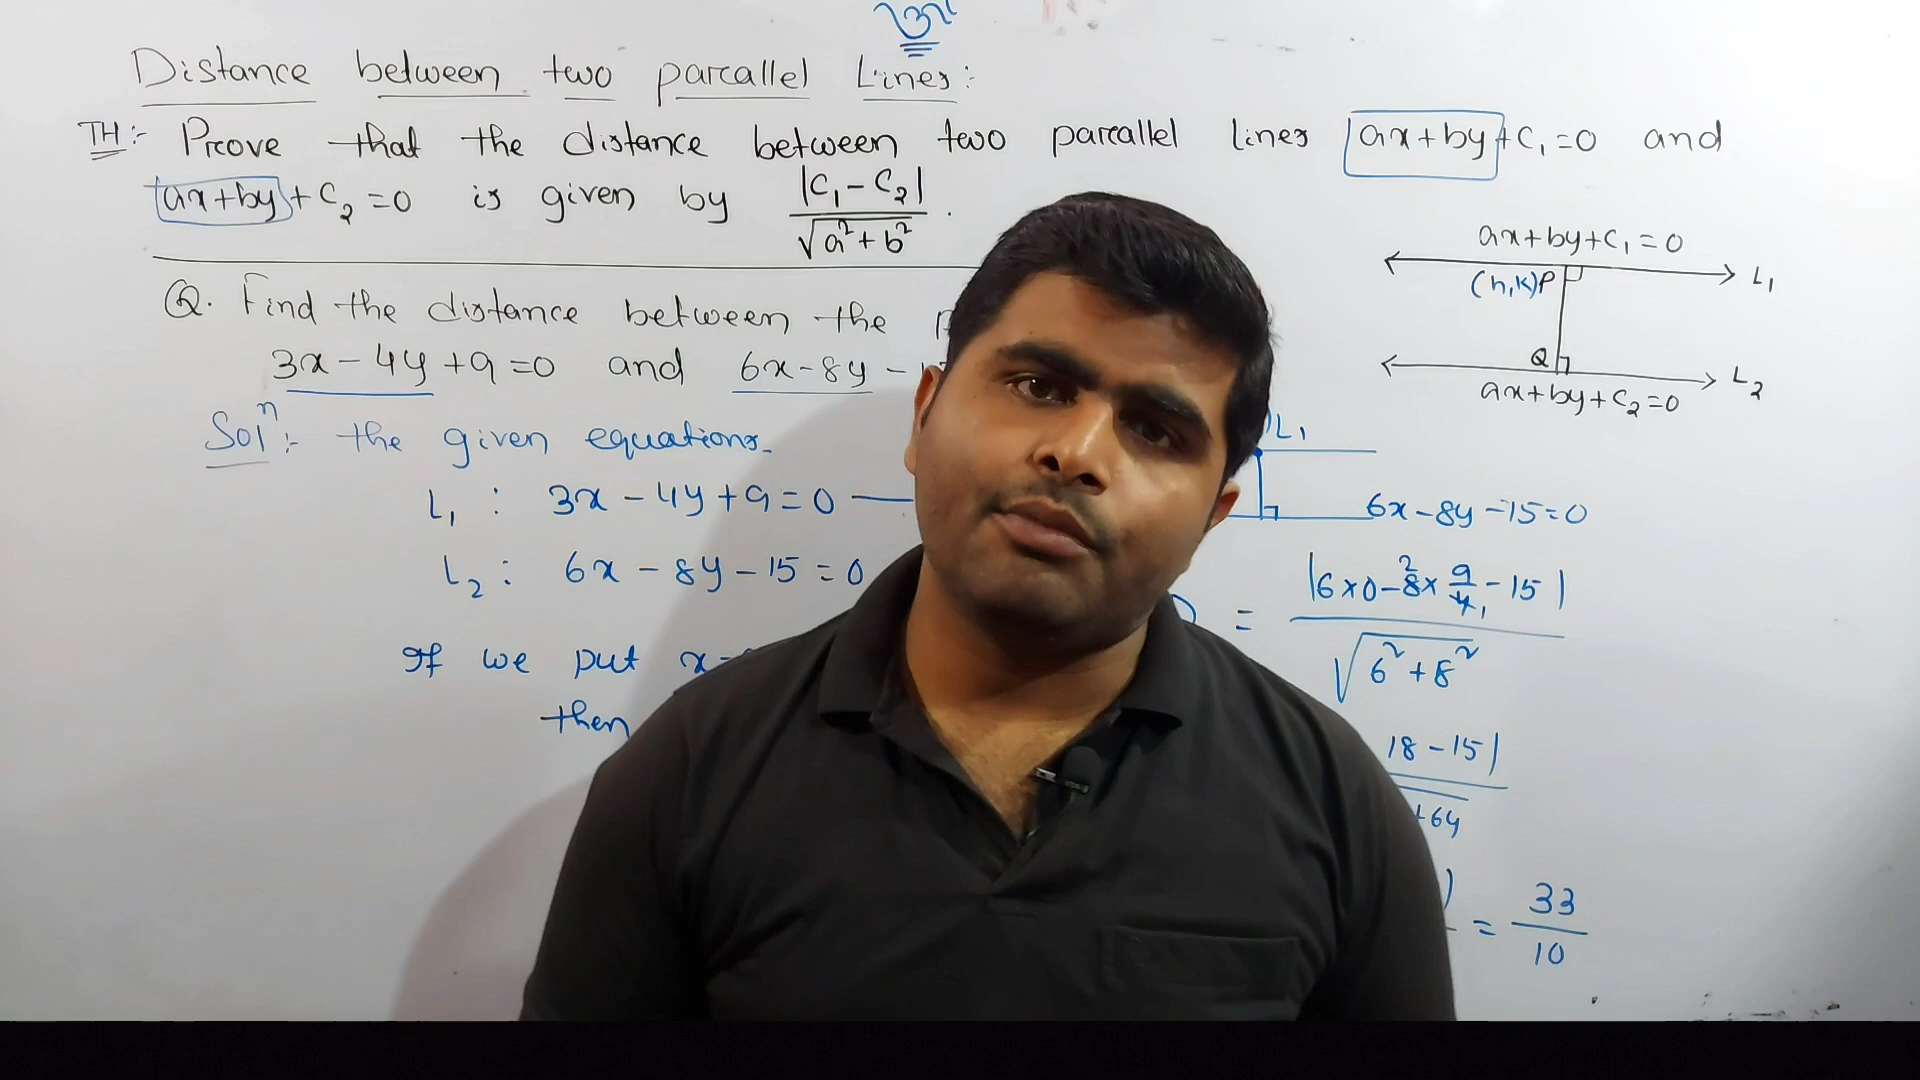 ॐ
Distance between two parallel Lines:
TH:- Prove that the distance between two parallel lines ax+by+C₁=0 and
ax+by+C₂=0 is given by |C₁-C₂|/√a²+b² .
Q. Find the distance between the
3x-4y+9=0 and 6x-8y-
Solⁿ:- the given equations
L₁ : 3x-4y+9=0
L₂ : 6x-8y-15=0
If we put x=
then
ax+by+C₁=0
L₁
(h,k)P
Q
L₂
ax+by+C₂=0
L₁
6x-8y-15=0
= |6×0-8²×9/4₁-15|
√6²+8²
18-15|
+64
= 33/10